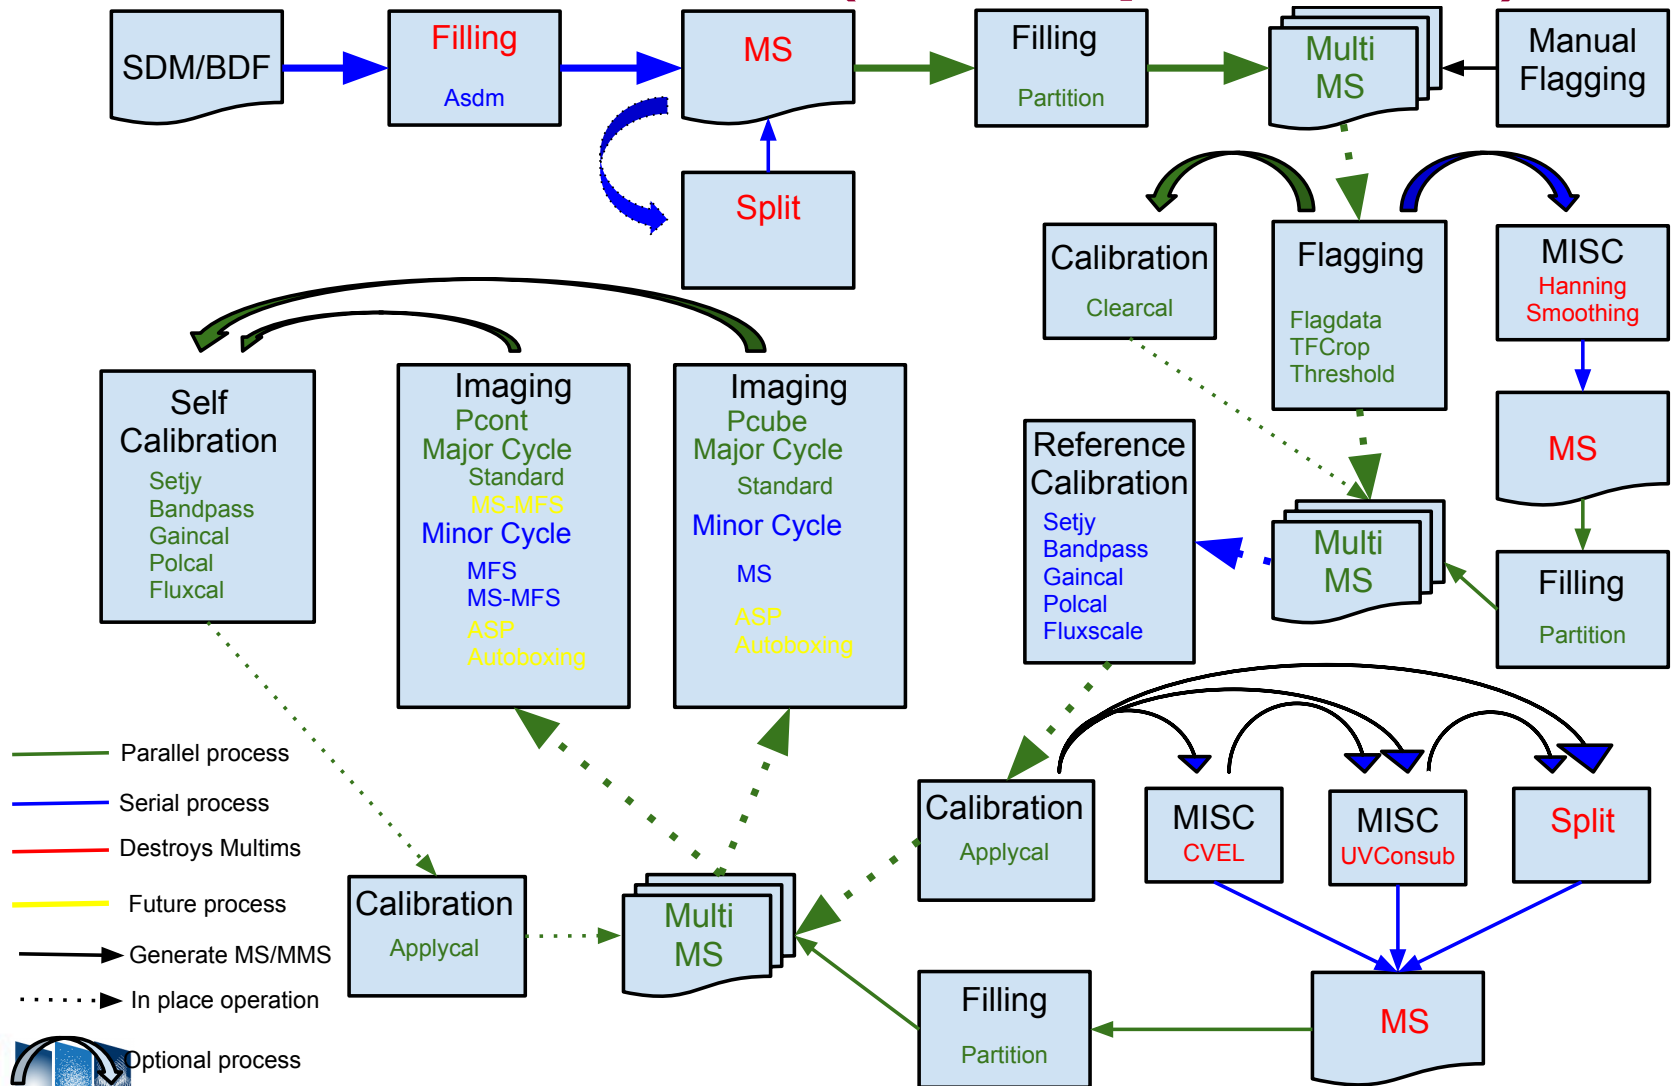 SDM/BDF
Filling
Asdm
MS
Filling
Partition
Multi
MS
Manual
Flagging
Split
Calibration
Clearcal
Flagging
Flagdata
TFCrop
Threshold
MISC
Hanning
Smoothing
Self
Calibration
Setjy
Bandpass
Gaincal
Polcal
Fluxcal
Imaging
Pcont
Major Cycle
Standard
MS-MFS
Minor Cycle
MFS
MS-MFS
ASP
Autoboxing
Imaging
Pcube
Major Cycle
Standard
Minor Cycle
MS
ASP
Autoboxing
Reference
Calibration
Setjy
Bandpass
Gaincal
Polcal
Fluxscale
Multi
MS
MS
Filling
Partition
Parallel process
Serial process
Destroys Multims
Future process
Generate MS/MMS
In place operation
Optional process
Calibration
Applycal
Multi
MS
Calibration
Applycal
MISC
CVEL
MISC
UVConsub
Split
Filling
Partition
MS